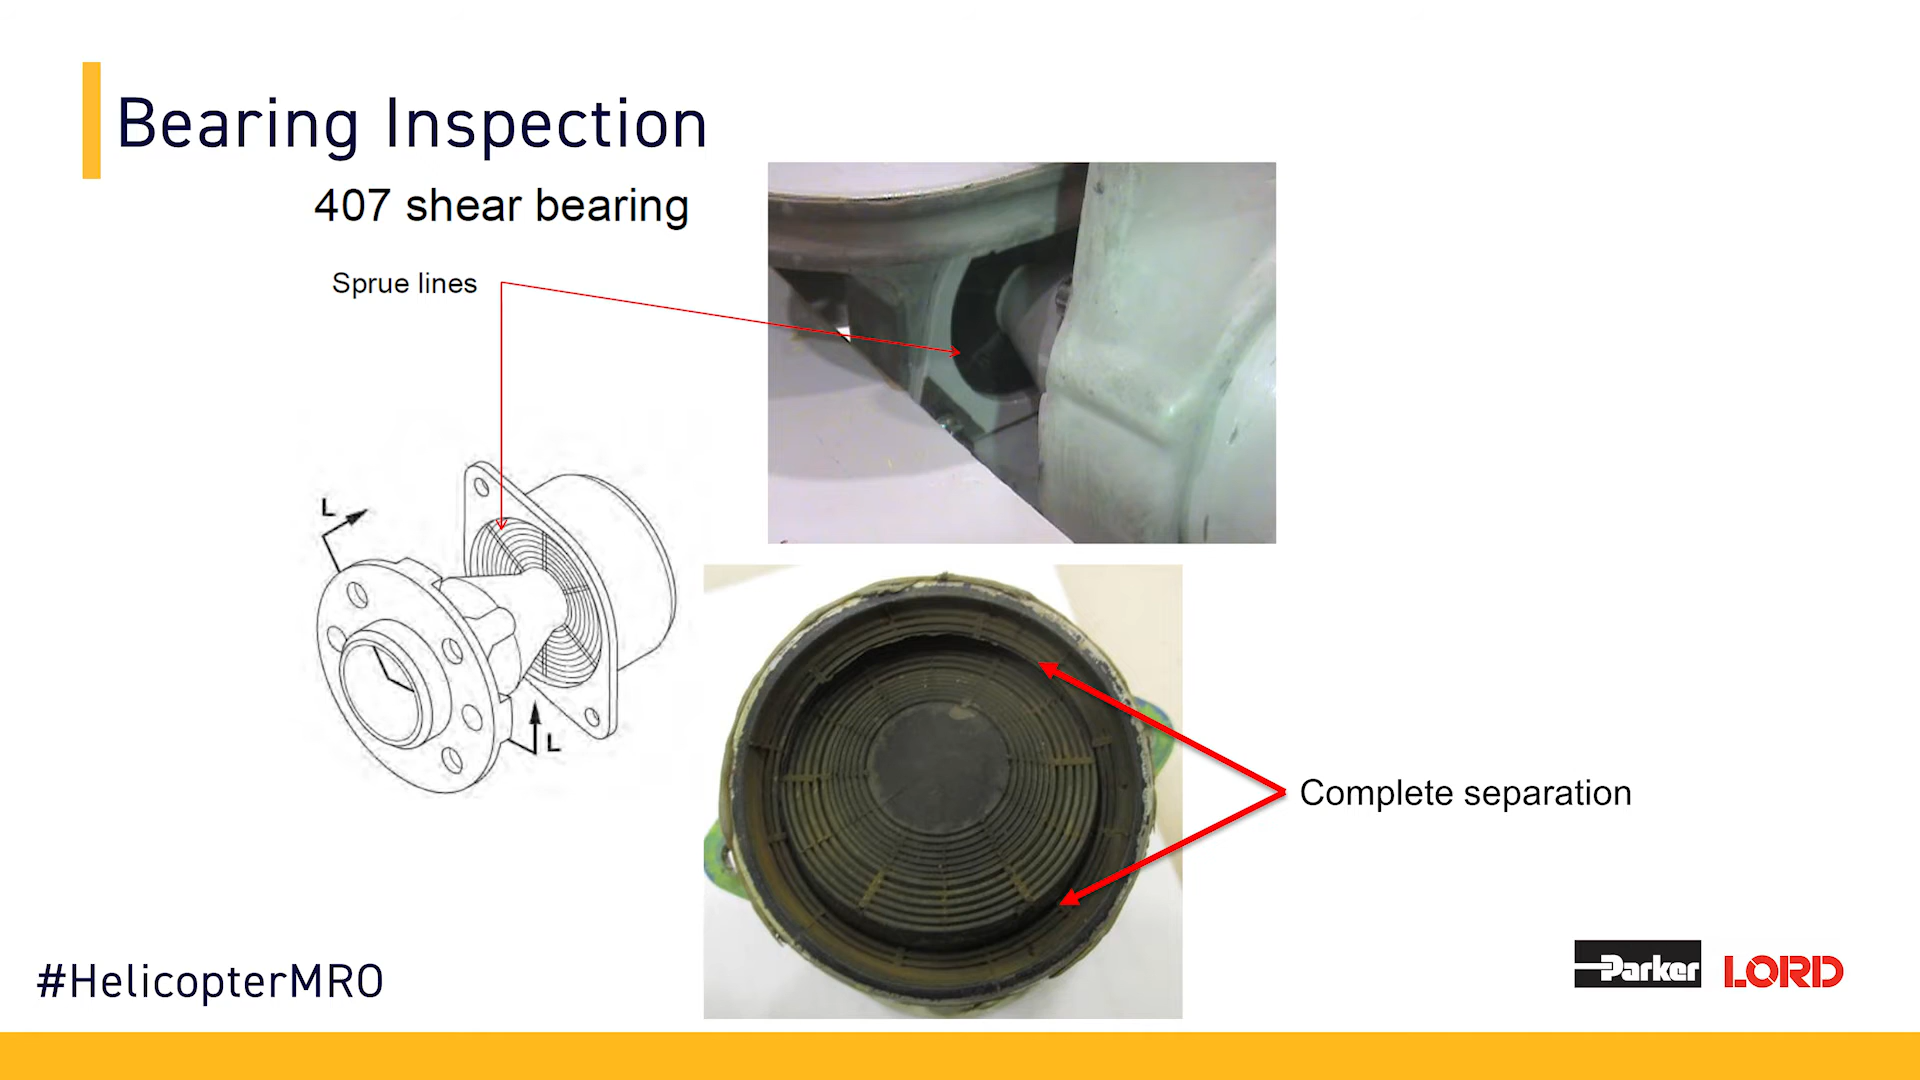 Bearing Inspection
407 shear bearing
Sprue lines
L
L
Complete separation
#HelicopterMRO
Parker LORD